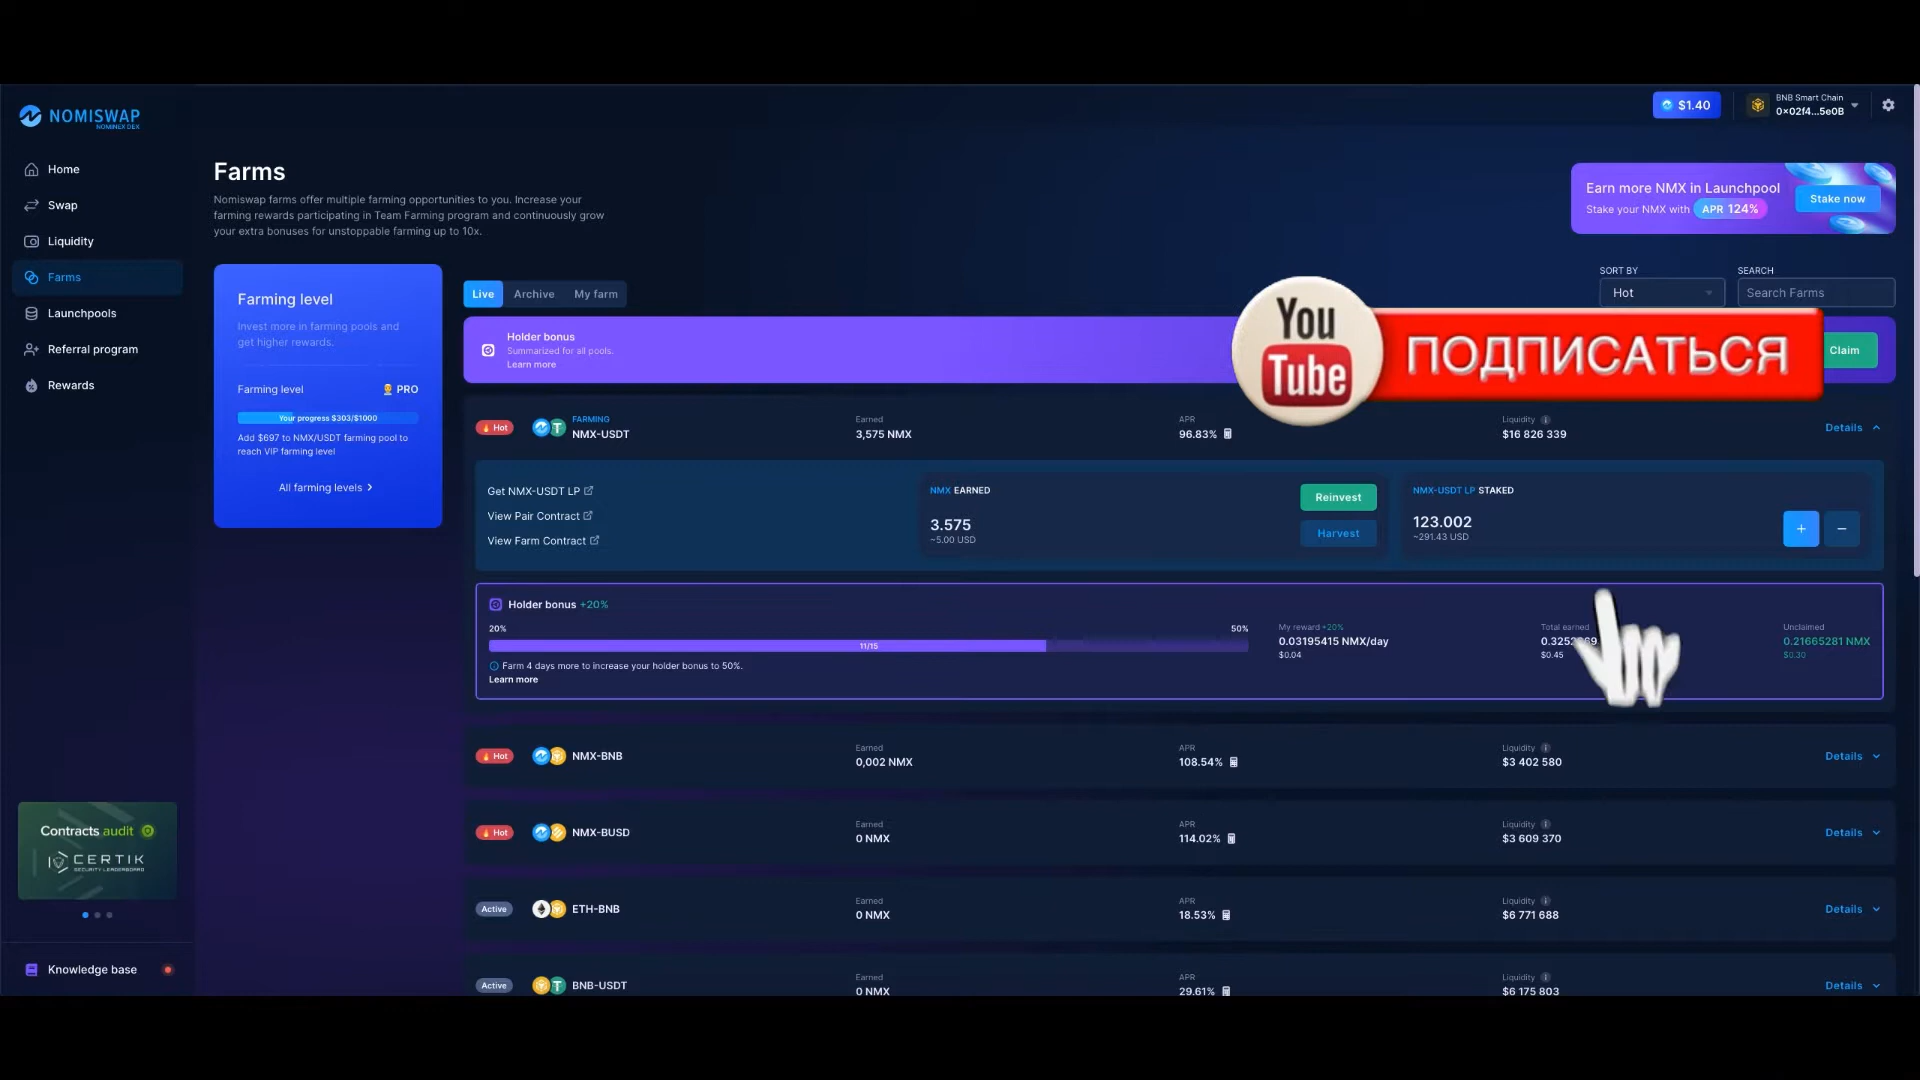 NOMISWAP
NOMINEX DEX
$1.40
BNB Smart Chain
0x02f4...5e0B
Home
Swap
Liquidity
Farms
Launchpools
Referral program
Rewards
Farms
Nomiswap farms offer multiple farming opportunities to you. Increase your
farming rewards participating in Team Farming program and continuously grow
your extra bonuses for unstoppable farming up to 10x.
Earn more NMX in Launchpool
Stake your NMX with APR 124%
Stake now
Farming level
Invest more in farming pools and
get higher rewards.
Farming level PRO
Your progress $303/$1000
Add $697 to NMX/USDT farming pool to
reach VIP farming level
All farming levels
Live Archive My farm
SORT BY
Hot
SEARCH
Search Farms
Holder bonus
Summarized for all pools.
Learn more
You
Tube
ПОДПИСАТЬСЯ
Claim
Hot
FARMING
NMX-USDT
Earned
3,575 NMX
APR
96.83%
Liquidity
$16 826 339
Details
Get NMX-USDT LP
View Pair Contract
View Farm Contract
NMX EARNED
3.575
~5.00 USD
Reinvest
Harvest
NMX-USDT LP STAKED
123.002
~291.43 USD
+
−
Holder bonus +20%
20% 50%
11/15
Farm 4 days more to increase your holder bonus to 50%.
Learn more
My reward +20%
0.03195415 NMX/day
$0.04
Total earned
$0.45
Unclaimed
0.21665281 NMX
$0.30
Hot
NMX-BNB
Earned
0,002 NMX
APR
108.54%
Liquidity
$3 402 580
Details
Hot
NMX-BUSD
Earned
0 NMX
APR
114.02%
Liquidity
$3 609 370
Details
Active
ETH-BNB
Earned
0 NMX
APR
18.53%
Liquidity
$6 771 688
Details
Active
BNB-USDT
Earned
0 NMX
APR
29.61%
Liquidity
$6 175 803
Details
Contracts audit
CERTIK
SECURITY LEADERBOARD
Knowledge base